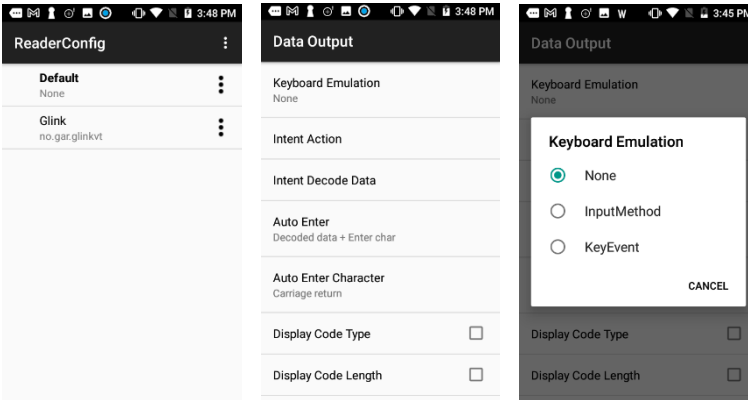 3:48 PM
ReaderConfig
Default
None
Glink
no.gar.glinkvt
3:48 PM
Data Output
Keyboard Emulation
None
Intent Action
Intent Decode Data
Auto Enter
Decoded data + Enter char
Auto Enter Character
Carriage return
Display Code Type
Display Code Length
W
3:45 PM
Data Output
Keyboard Emulation
None
Keyboard Emulation
None
InputMethod
KeyEvent
CANCEL
Display Code Type
Display Code Length